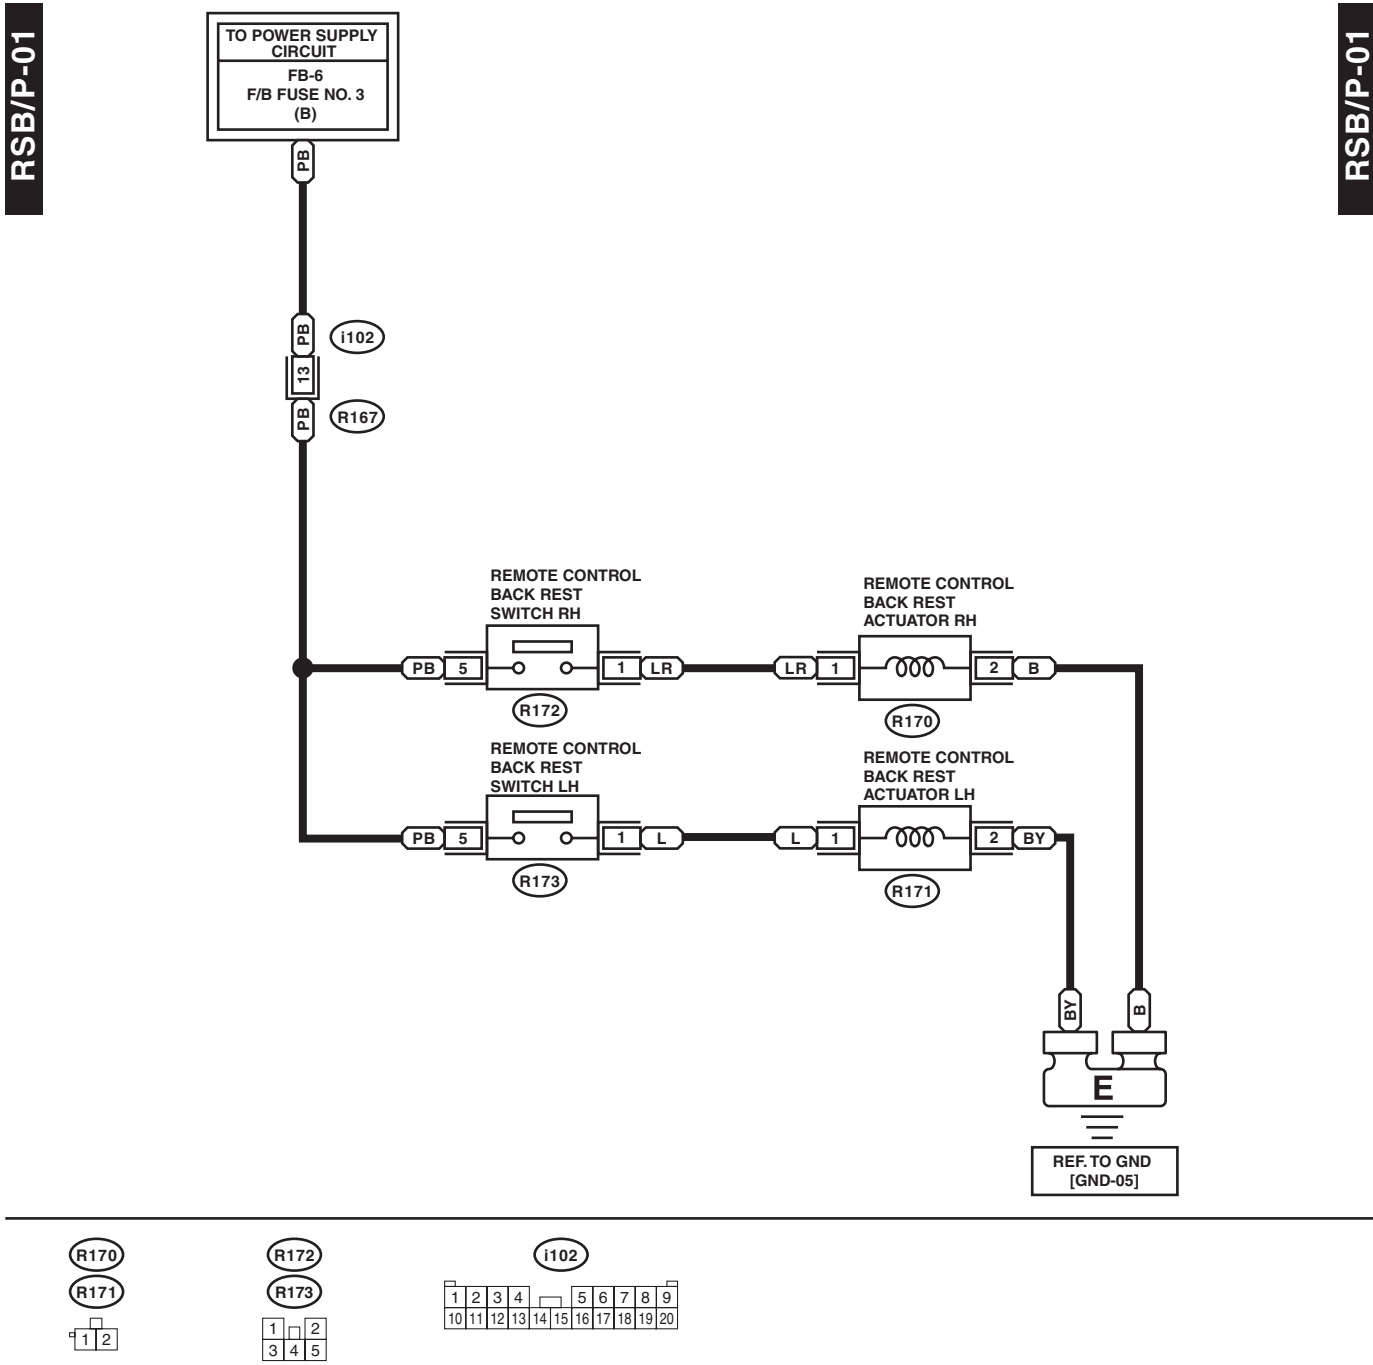 RSB/P-01
RSB/P-01
TO POWER SUPPLY
CIRCUIT
FB-6
F/B FUSE NO. 3
(B)
PB
PB
i102
13
PB
R167
REMOTE CONTROL
BACK REST
SWITCH RH
REMOTE CONTROL
BACK REST
ACTUATOR RH
PB 5 1 LR LR 1 2 B
R172
R170
REMOTE CONTROL
BACK REST
SWITCH LH
REMOTE CONTROL
BACK REST
ACTUATOR LH
PB 5 1 L L 1 2 BY
R173
R171
BY B
E
REF. TO GND
[GND-05]
R170
R171
1 2
R172
R173
1 2
3 4 5
i102
1 2 3 4 5 6 7 8 9
10 11 12 13 14 15 16 17 18 19 20